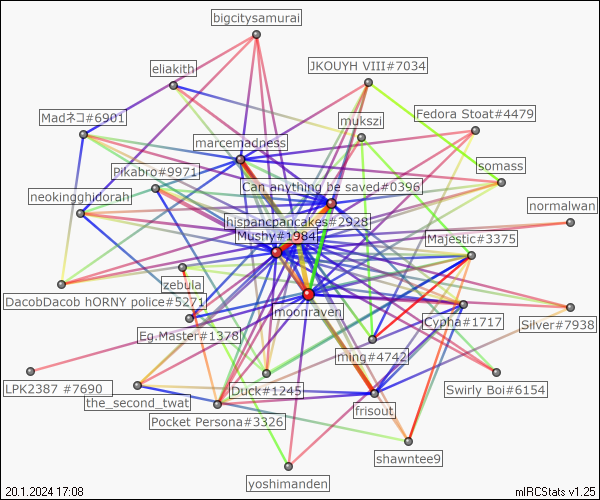 bigcitysamurai
eliakith
JKOUYH VIII#7034
Madネコ#6901
mukszi
Fedora Stoat#4479
marcemadness
Pikabro#9971
somass
Can anything be saved#0396
neokingghidorah
hispancpancakes#2928
normalwan
Mushy#1984
Majestic#3375
zebula
DacobDacob hORNY police#5271
moonraven
Cypha#1717
Silver#7938
Eg.Master#1378
ming#4742
LPK2387 #7690
Duck#1245
Swirly Boi#6154
the_second_twat
frisout
Pocket Persona#3326
shawntee9
yoshimanden
20.1.2024 17:08
mIRCStats v1.25